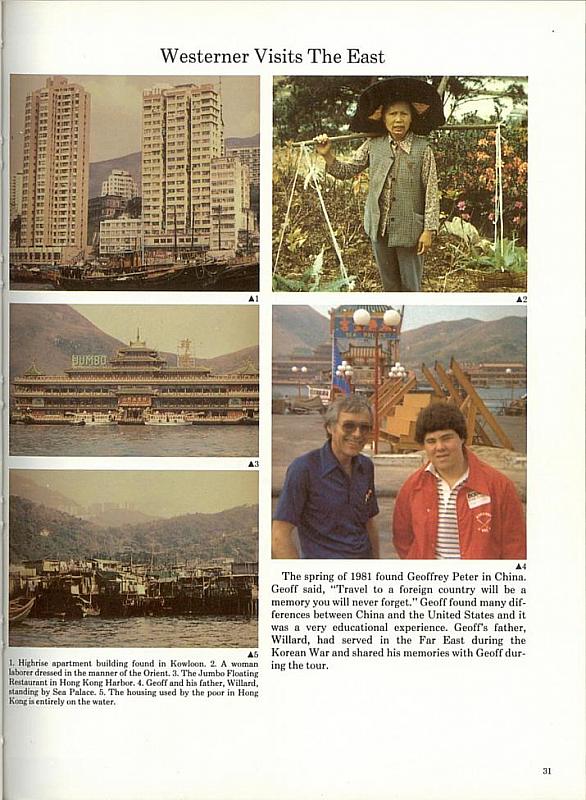 Westerner Visits The East
▲1
▲2
JUMBO
▲3
SEA PALACE
▲4
▲5
1. Highrise apartment building found in Kowloon. 2. A woman
laborer dressed in the manner of the Orient. 3. The Jumbo Floating
Restaurant in Hong Kong Harbor. 4. Geoff and his father, Willard,
standing by Sea Palace. 5. The housing used by the poor in Hong
Kong is entirely on the water.
The spring of 1981 found Geoffrey Peter in China.
Geoff said, “Travel to a foreign country will be a
memory you will never forget.” Geoff found many dif-
ferences between China and the United States and it
was a very educational experience. Geoff's father,
Willard, had served in the Far East during the
Korean War and shared his memories with Geoff dur-
ing the tour.
31